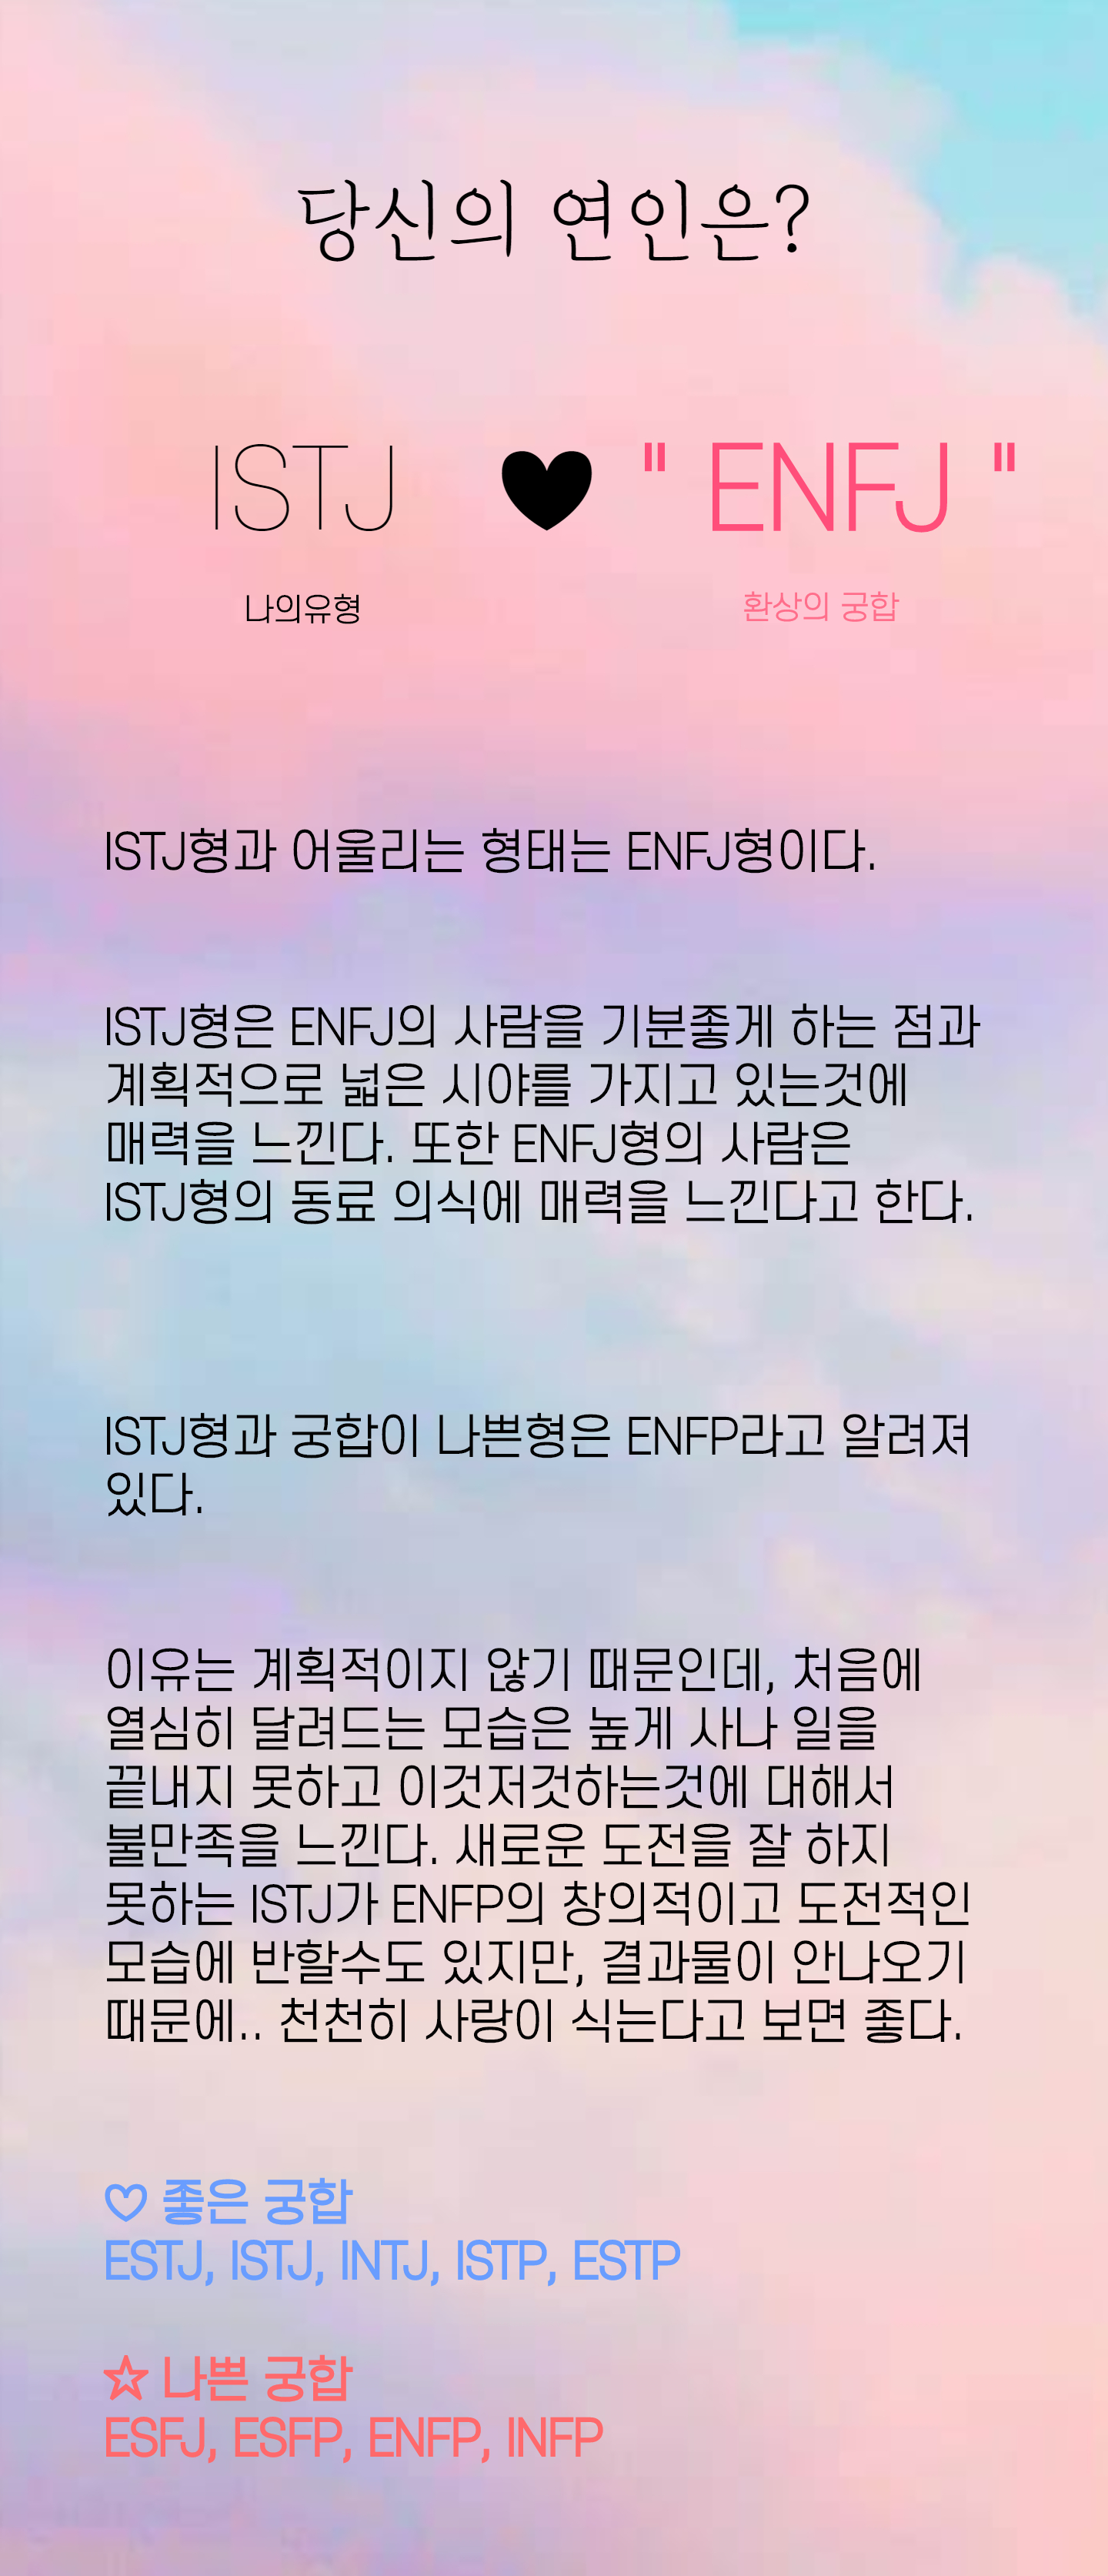 당신의 연인은?
ISTJ ♥ " ENFJ "
나의유형 환상의 궁합
ISTJ형과 어울리는 형태는 ENFJ형이다.
ISTJ형은 ENFJ의 사람을 기분좋게 하는 점과
계획적으로 넓은 시야를 가지고 있는것에
매력을 느낀다. 또한 ENFJ형의 사람은
ISTJ형의 동료 의식에 매력을 느낀다고 한다.
ISTJ형과 궁합이 나쁜형은 ENFP라고 알려져
있다.
이유는 계획적이지 않기 때문인데, 처음에
열심히 달려드는 모습은 높게 사나 일을
끝내지 못하고 이것저것하는것에 대해서
불만족을 느낀다. 새로운 도전을 잘 하지
못하는 ISTJ가 ENFP의 창의적이고 도전적인
모습에 반할수도 있지만, 결과물이 안나오기
때문에.. 천천히 사랑이 식는다고 보면 좋다.
♡ 좋은 궁합
ESTJ, ISTJ, INTJ, ISTP, ESTP
☆ 나쁜 궁합
ESFJ, ESFP, ENFP, INFP